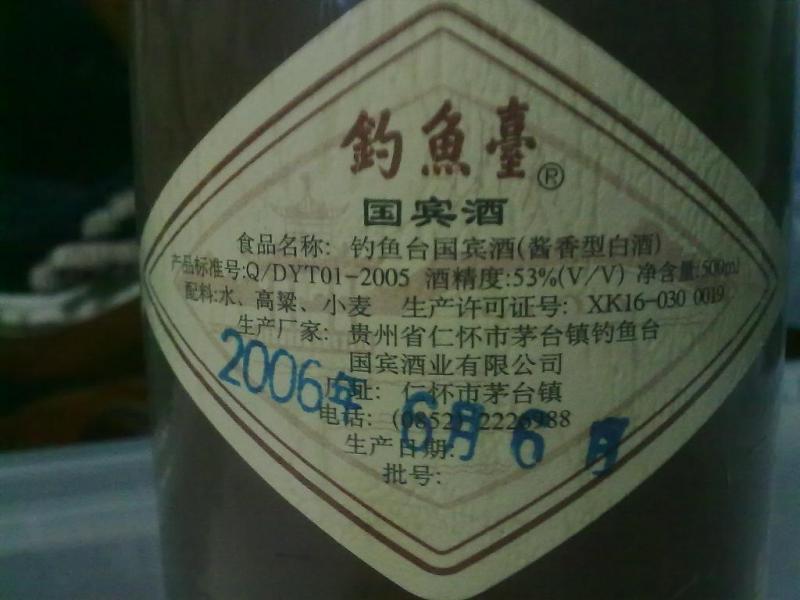 釣魚臺®
国宾酒
食品名称: 钓鱼台国宾酒(酱香型白酒)
产品标准号:Q/DYT01-2005 酒精度:53%(V/V) 净含量:500ml
配料:水、高粱、小麦 生产许可证号: XK16-030 0019
生产厂家: 贵州省仁怀市茅台镇钓鱼台
国宾酒业有限公司
址: 仁怀市茅台镇
电话: (0852) 2226988
生产日期:
批号:
2006年 6月 6